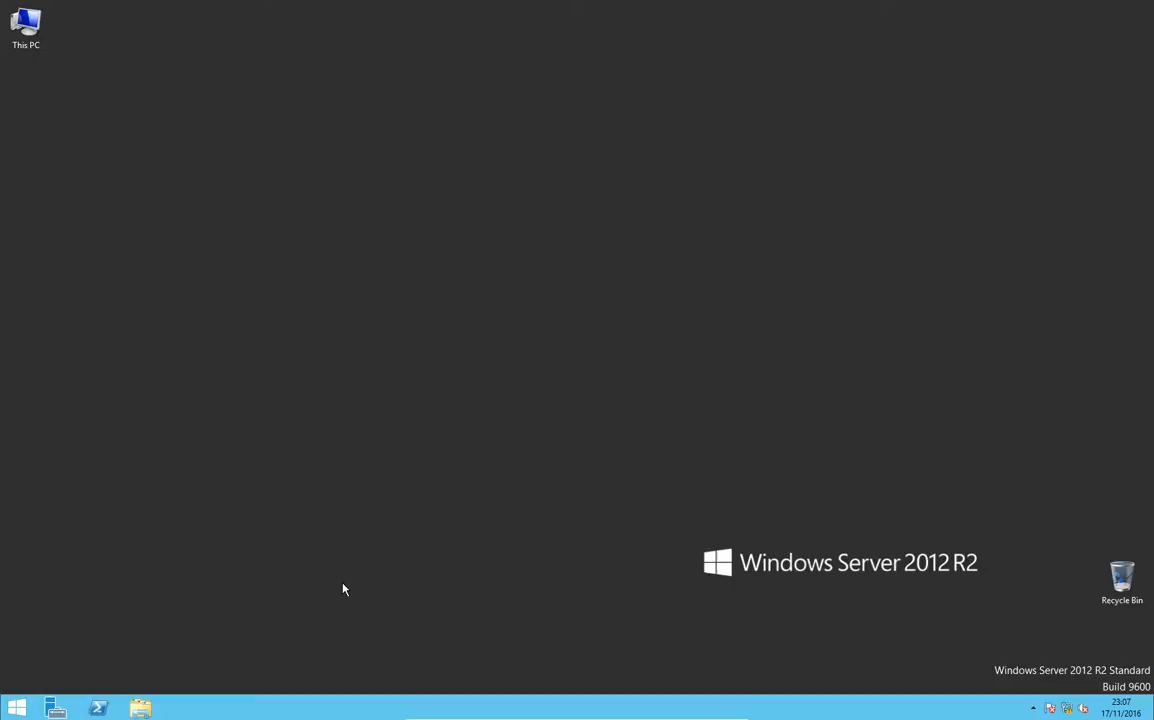 This PC
Windows Server 2012 R2
Recycle Bin
Windows Server 2012 R2 Standard
Build 9600
23:07
17/11/2016